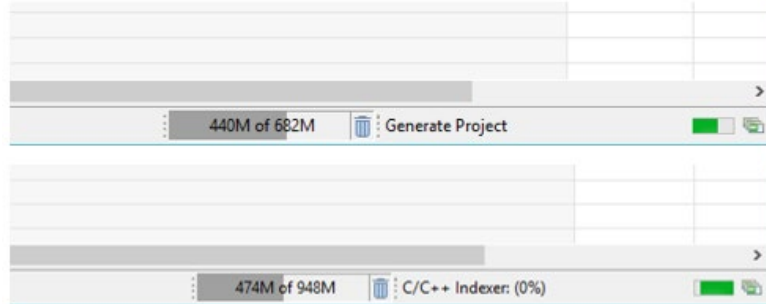 440M of 682M Generate Project
474M of 948M C/C++ Indexer: (0%)